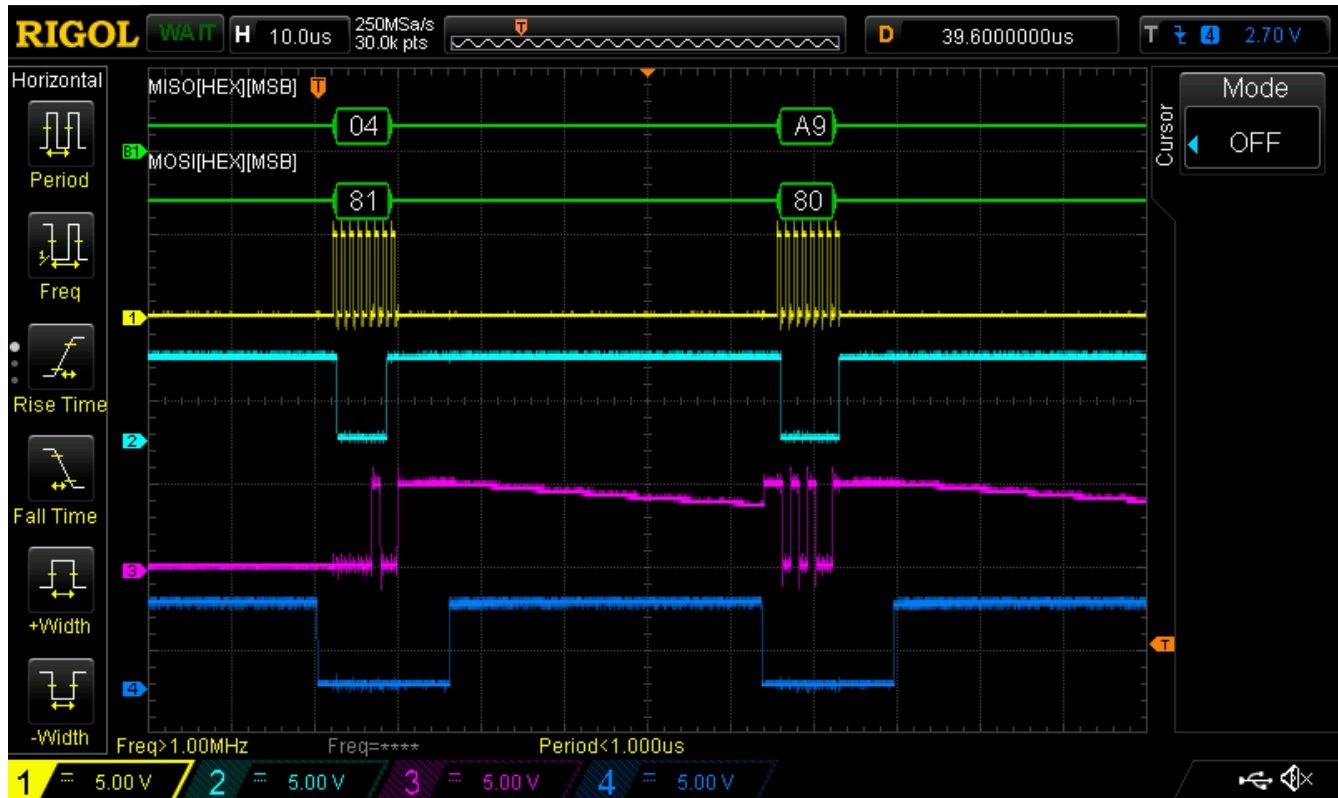 RIGOL WAIT H 10.0us 250MSa/s 30.0k pts T D 39.6000000us T 4 2.70 V
Horizontal
Period
1/
Freq
Rise Time
Fall Time
+Width
-Width
MISO[HEX][MSB] T
04 A9
B1
MOSI[HEX][MSB]
81 80
1
2
3
T
4
Freq>1.00MHz Freq=**** Period<1.000us
Cursor
Mode
OFF
1 5.00 V 2 5.00 V 3 5.00 V 4 5.00 V